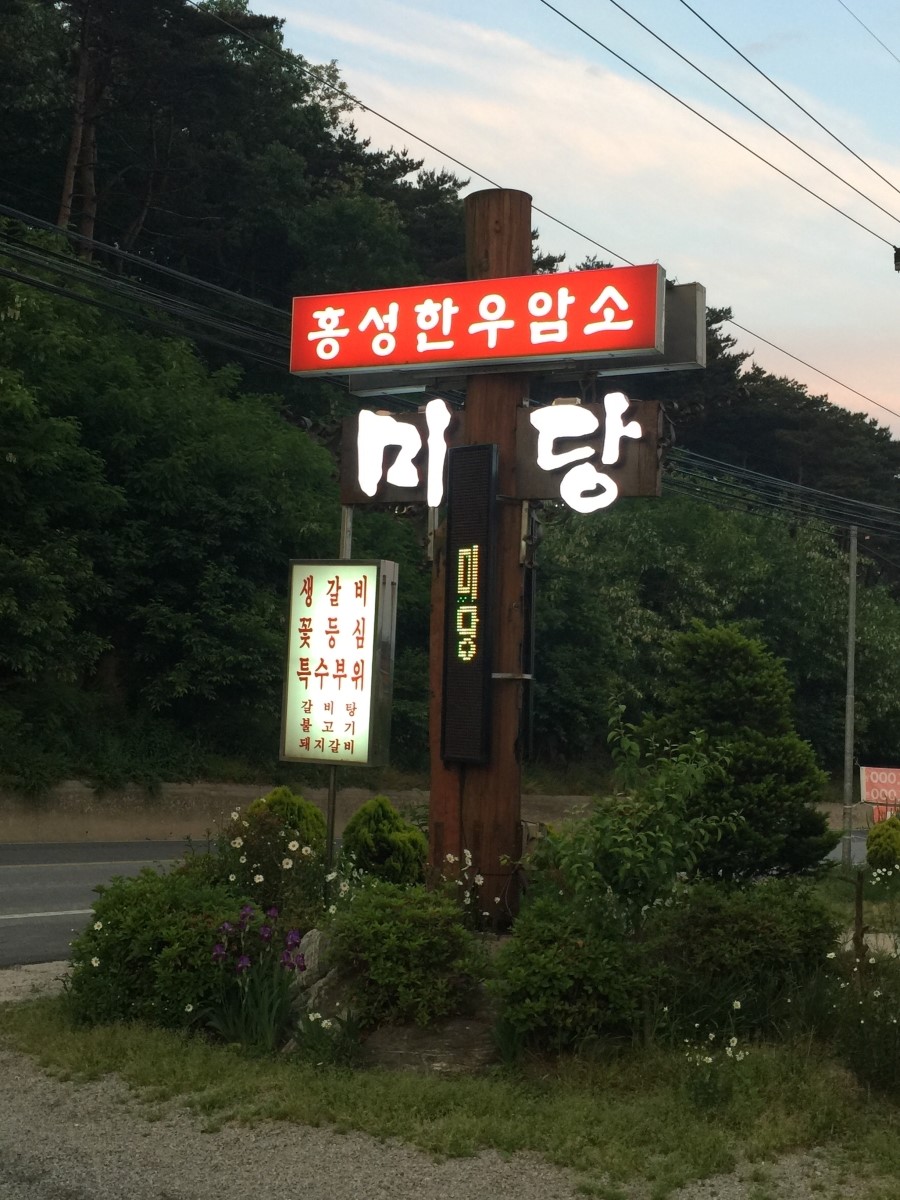 홍성한우암소
미당
미당
생갈비
꽃등심
특수부위
갈비탕
불고기
돼지갈비